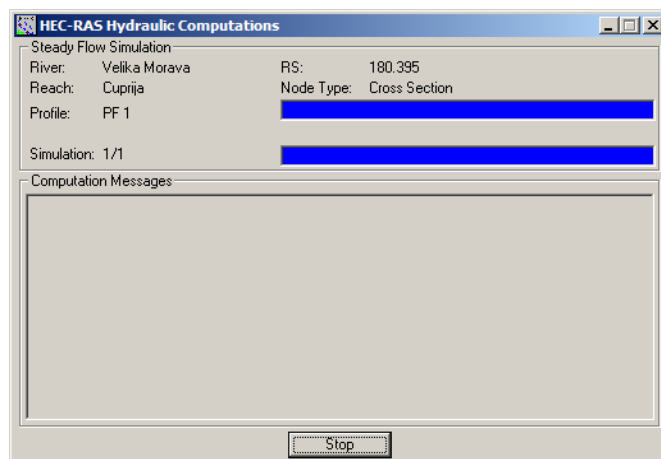 HEC-RAS Hydraulic Computations
Steady Flow Simulation
River: Velika Morava RS: 180.395
Reach: Cuprija Node Type: Cross Section
Profile: PF 1
Simulation: 1/1
Computation Messages
Stop